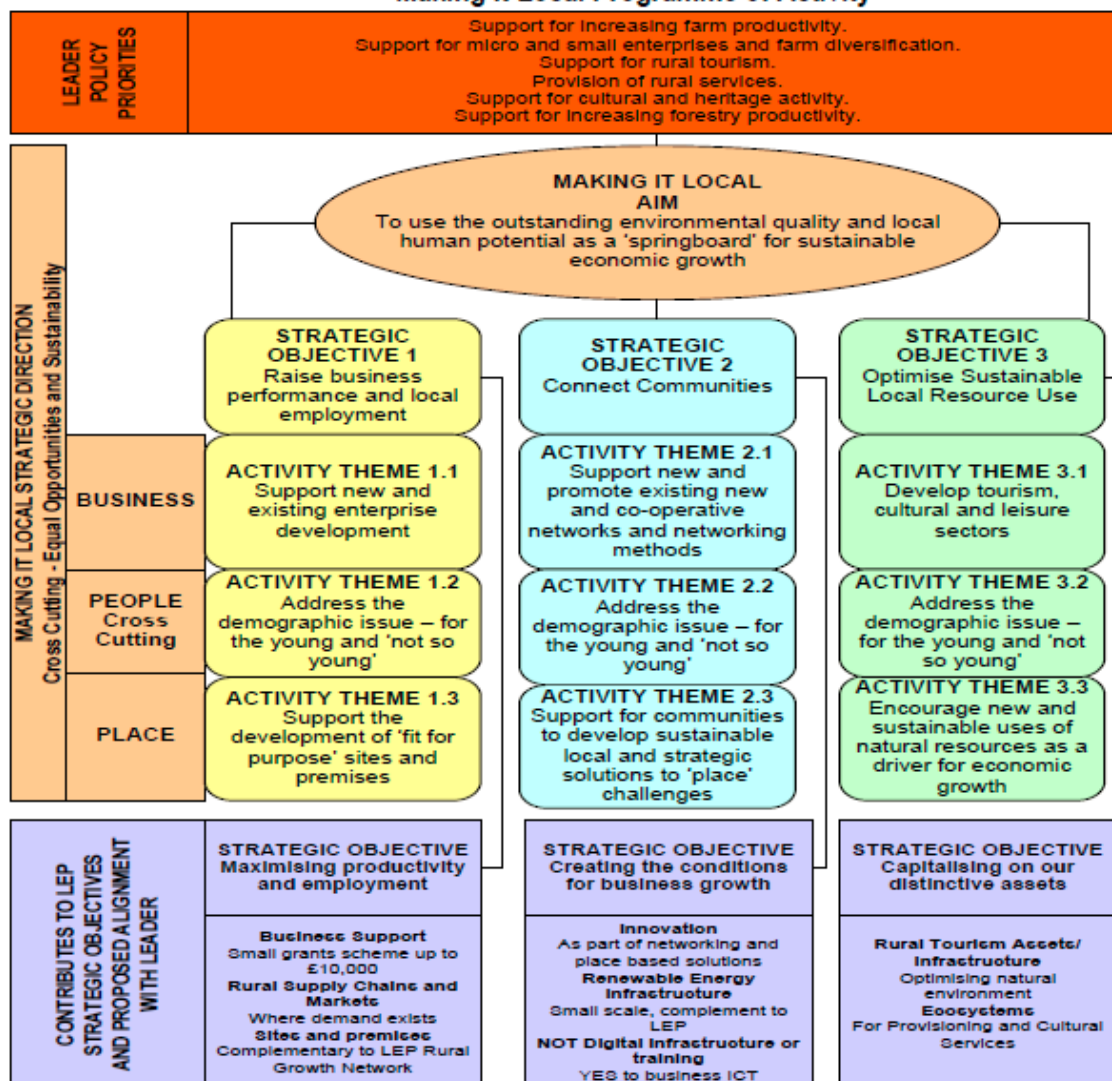 Making It Local Programme of Activity
LEADER
POLICY
PRIORITIES
Support for increasing farm productivity.
Support for micro and small enterprises and farm diversification.
Support for rural tourism.
Provision of rural services.
Support for cultural and heritage activity.
Support for increasing forestry productivity.
MAKING IT LOCAL STRATEGIC DIRECTION
Cross Cutting - Equal Opportunities and Sustainability
MAKING IT LOCAL
AIM
To use the outstanding environmental quality and local
human potential as a 'springboard' for sustainable
economic growth
STRATEGIC
OBJECTIVE 1
Raise business
performance and local
employment
STRATEGIC
OBJECTIVE 2
Connect Communities
STRATEGIC
OBJECTIVE 3
Optimise Sustainable
Local Resource Use
BUSINESS
ACTIVITY THEME 1.1
Support new and
existing enterprise
development
ACTIVITY THEME 2.1
Support new and
promote existing new
and co-operative
networks and networking
methods
ACTIVITY THEME 3.1
Develop tourism,
cultural and leisure
sectors
PEOPLE
Cross
Cutting
ACTIVITY THEME 1.2
Address the
demographic issue – for
the young and 'not so
young'
ACTIVITY THEME 2.2
Address the
demographic issue – for
the young and 'not so
young'
ACTIVITY THEME 3.2
Address the
demographic issue –
for the young and 'not
so young'
PLACE
ACTIVITY THEME 1.3
Support the
development of 'fit for
purpose' sites and
premises
ACTIVITY THEME 2.3
Support for communities
to develop sustainable
local and strategic
solutions to 'place'
challenges
ACTIVITY THEME 3.3
Encourage new and
sustainable uses of
natural resources as a
driver for economic
growth
CONTRIBUTES TO LEP
STRATEGIC OBJECTIVES
AND PROPOSED ALIGNMENT
WITH LEADER
STRATEGIC OBJECTIVE
Maximising productivity
and employment
STRATEGIC OBJECTIVE
Creating the conditions
for business growth
STRATEGIC OBJECTIVE
Capitalising on our
distinctive assets
Business Support
Small grants scheme up to
£10,000
Rural Supply Chains and
Markets
Where demand exists
Sites and premises
Complementary to LEP Rural
Growth Network
Innovation
As part of networking and
place based solutions
Renewable Energy
Infrastructure
Small scale, complement to
LEP
NOT Digital Infrastructure or
training
YES to business ICT
Rural Tourism Assets/
Infrastructure
Optimising natural
environment
Ecosystems
For Provisioning and Cultural
Services